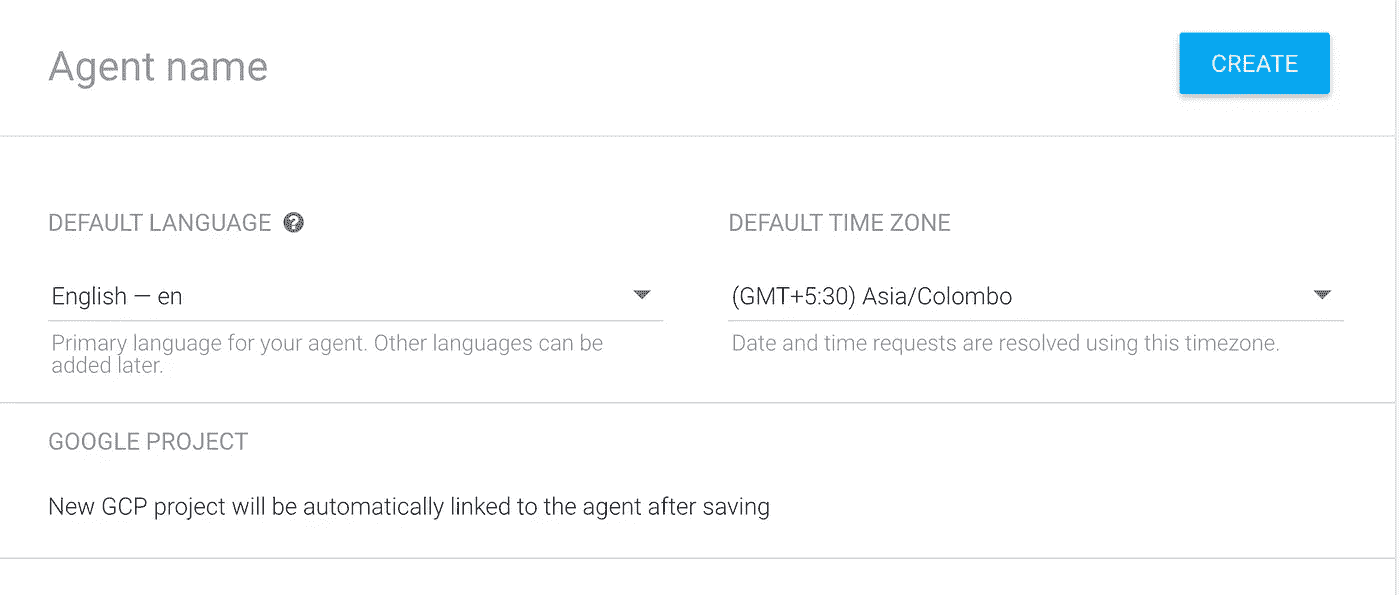 Agent name
CREATE
DEFAULT LANGUAGE
DEFAULT TIME ZONE
English — en
(GMT+5:30) Asia/Colombo
Primary language for your agent. Other languages can be
added later.
Date and time requests are resolved using this timezone.
GOOGLE PROJECT
New GCP project will be automatically linked to the agent after saving